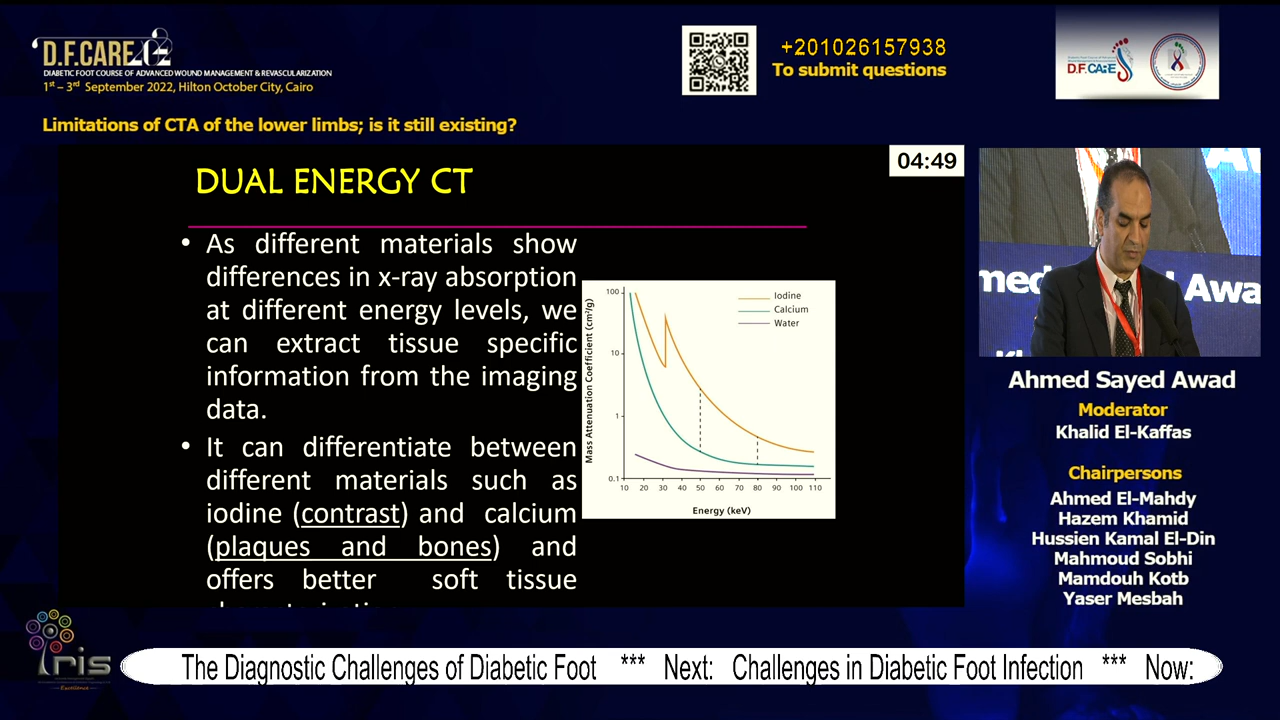 D.F.CARE
DIABETIC FOOT COURSE OF ADVANCED WOUND MANAGEMENT & REVASCULARIZATION
1st – 3rd September 2022, Hilton October City, Cairo
+201026157938
To submit questions
D.F.CARE
Limitations of CTA of the lower limbs; is it still existing?
04:49
DUAL ENERGY CT
• As different materials show
differences in x-ray absorption
at different energy levels, we
can extract tissue specific
information from the imaging
data.
• It can differentiate between
different materials such as
iodine (contrast) and calcium
(plaques and bones) and
offers better soft tissue
Iodine
Calcium
Water
Mass Attenuation Coefficient (cm²/g)
100
10
1
0.1
10 20 30 40 50 60 70 80 90 100 110
Energy (keV)
Awa
Ahmed Sayed Awad
Moderator
Khalid El-Kaffas
Chairpersons
Ahmed El-Mahdy
Hazem Khamid
Hussien Kamal El-Din
Mahmoud Sobhi
Mamdouh Kotb
Yaser Mesbah
iris
Excellence
The Diagnostic Challenges of Diabetic Foot *** Next: Challenges in Diabetic Foot Infection *** Now: